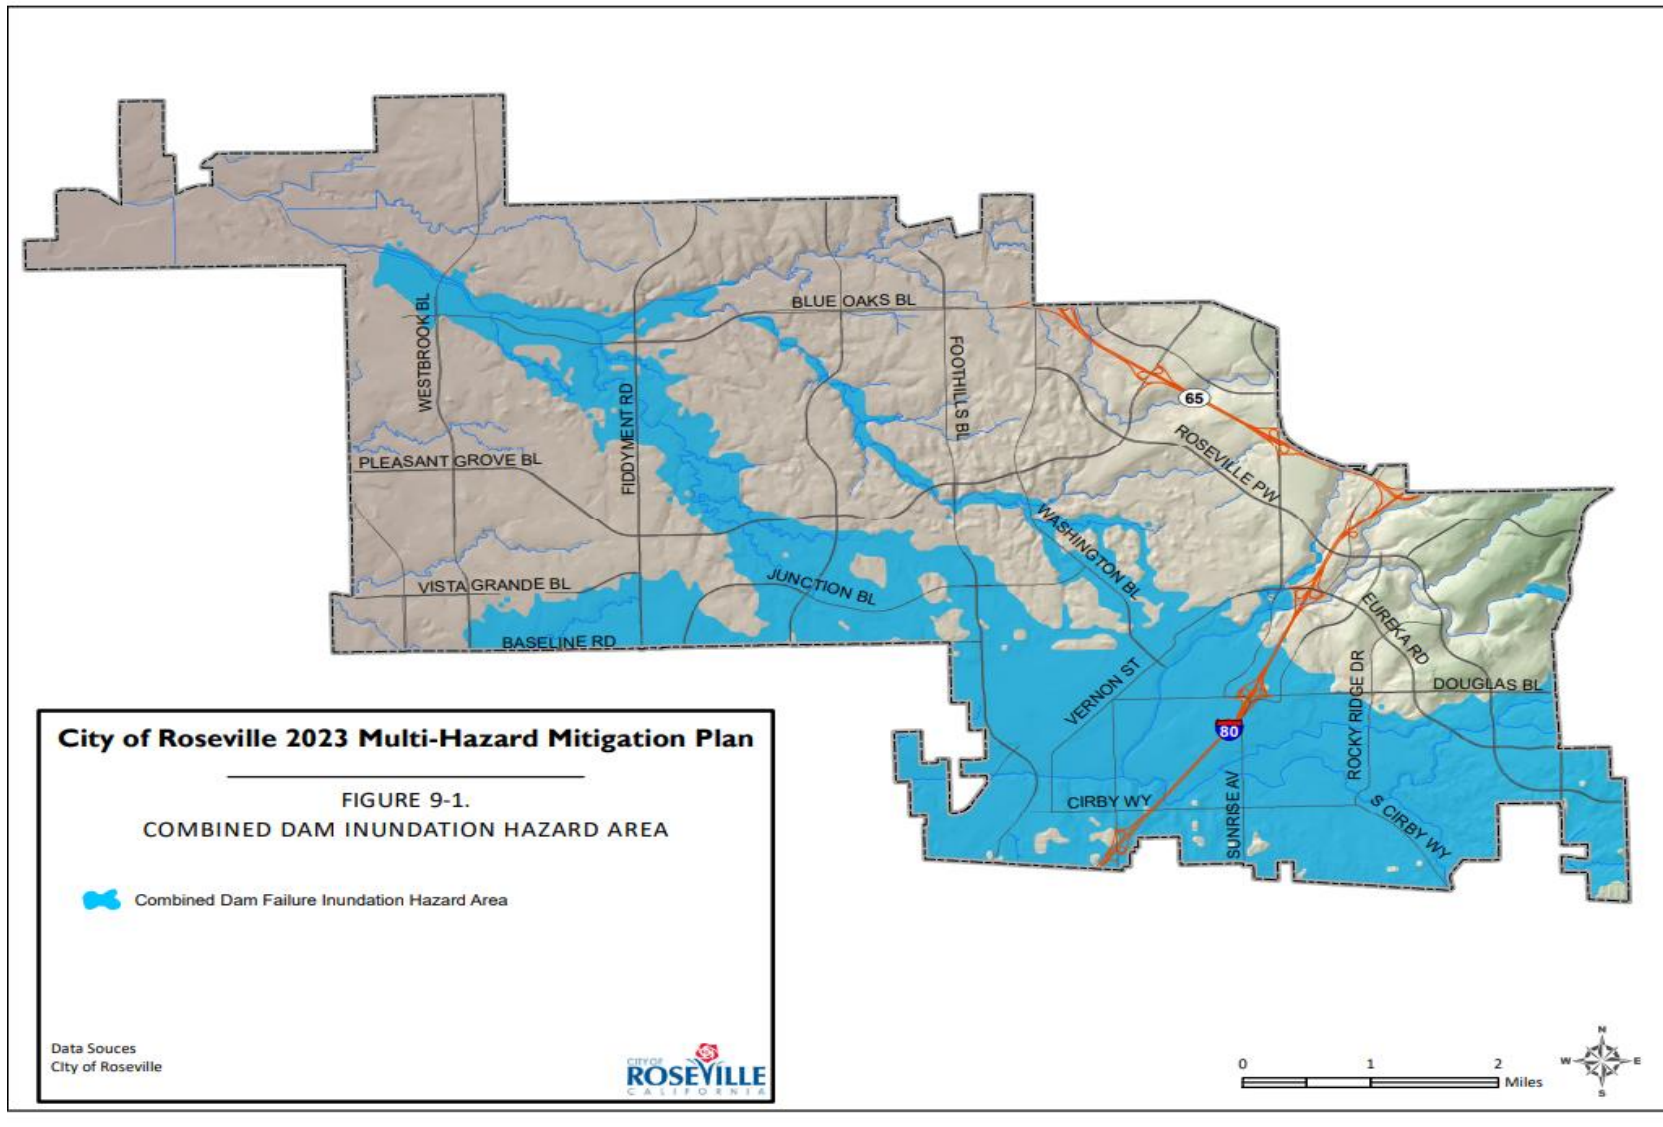 BLUE OAKS BL
WESTBROOK BL
FOOTHILLS BL
65
FIDDYMENT RD
ROSEVILLE PW
PLEASANT GROVE BL
WASHINGTON BL
JUNCTION BL
VISTA GRANDE BL
EUREKA RD
BASELINE RD
VERNON ST
ROCKY RIDGE DR
DOUGLAS BL
80
SUNRISE AV
CIRBY WY
S CIRBY WY
City of Roseville 2023 Multi-Hazard Mitigation Plan
FIGURE 9-1.
COMBINED DAM INUNDATION HAZARD AREA
Combined Dam Failure Inundation Hazard Area
Data Souces
CIty of Roseville
CITY OF
ROSEVILLE
CALIFORNIA
0 1 2
Miles
N
W E
S